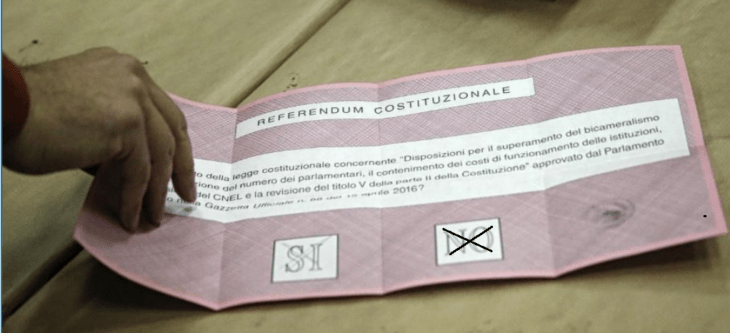 REFERENDUM COSTITUZIONALE
della legge costituzionale concernente "Disposizioni per il superamento del bicameralismo
del numero dei parlamentari, il contenimento dei costi di funzionamento delle istituzioni,
del CNEL e la revisione del titolo V della parte II della Costituzione" approvato dal Parlamento
Gazzetta Ufficiale n. 88 del 15 aprile 2016?
SI
NO